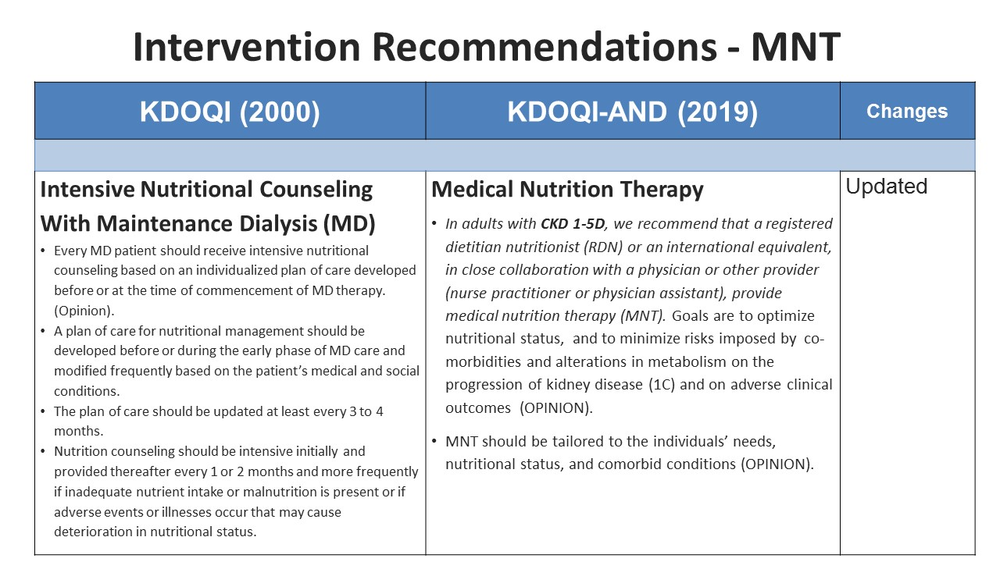 Intervention Recommendations - MNT
KDOQI (2000)
KDOQI-AND (2019)
Changes
Intensive Nutritional Counseling
With Maintenance Dialysis (MD)
• Every MD patient should receive intensive nutritional
counseling based on an individualized plan of care developed
before or at the time of commencement of MD therapy.
(Opinion).
• A plan of care for nutritional management should be
developed before or during the early phase of MD care and
modified frequently based on the patient’s medical and social
conditions.
• The plan of care should be updated at least every 3 to 4
months.
• Nutrition counseling should be intensive initially and
provided thereafter every 1 or 2 months and more frequently
if inadequate nutrient intake or malnutrition is present or if
adverse events or illnesses occur that may cause
deterioration in nutritional status.
Medical Nutrition Therapy
• In adults with CKD 1-5D, we recommend that a registered
dietitian nutritionist (RDN) or an international equivalent,
in close collaboration with a physician or other provider
(nurse practitioner or physician assistant), provide
medical nutrition therapy (MNT). Goals are to optimize
nutritional status, and to minimize risks imposed by co-
morbidities and alterations in metabolism on the
progression of kidney disease (1C) and on adverse clinical
outcomes (OPINION).
• MNT should be tailored to the individuals’ needs,
nutritional status, and comorbid conditions (OPINION).
Updated